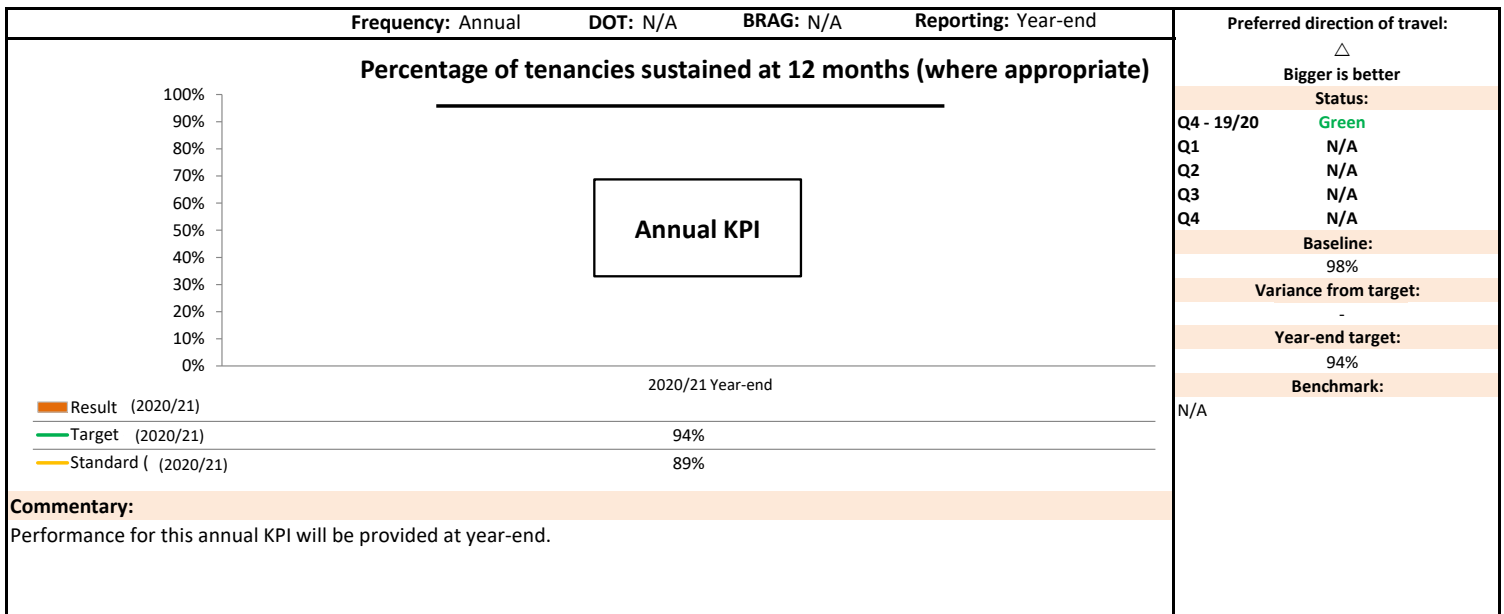 Frequency: Annual DOT: N/A BRAG: N/A Reporting: Year-end
Percentage of tenancies sustained at 12 months (where appropriate)
100%
90%
80%
70%
60%
50%
40%
30%
20%
10%
0%
Annual KPI
2020/21 Year-end
Result (2020/21)
Target (2020/21) 94%
Standard ( (2020/21) 89%
Commentary:
Performance for this annual KPI will be provided at year-end.
Preferred direction of travel:
△
Bigger is better
Status:
Q4 - 19/20 Green
Q1 N/A
Q2 N/A
Q3 N/A
Q4 N/A
Baseline:
98%
Variance from target:
-
Year-end target:
94%
Benchmark:
N/A